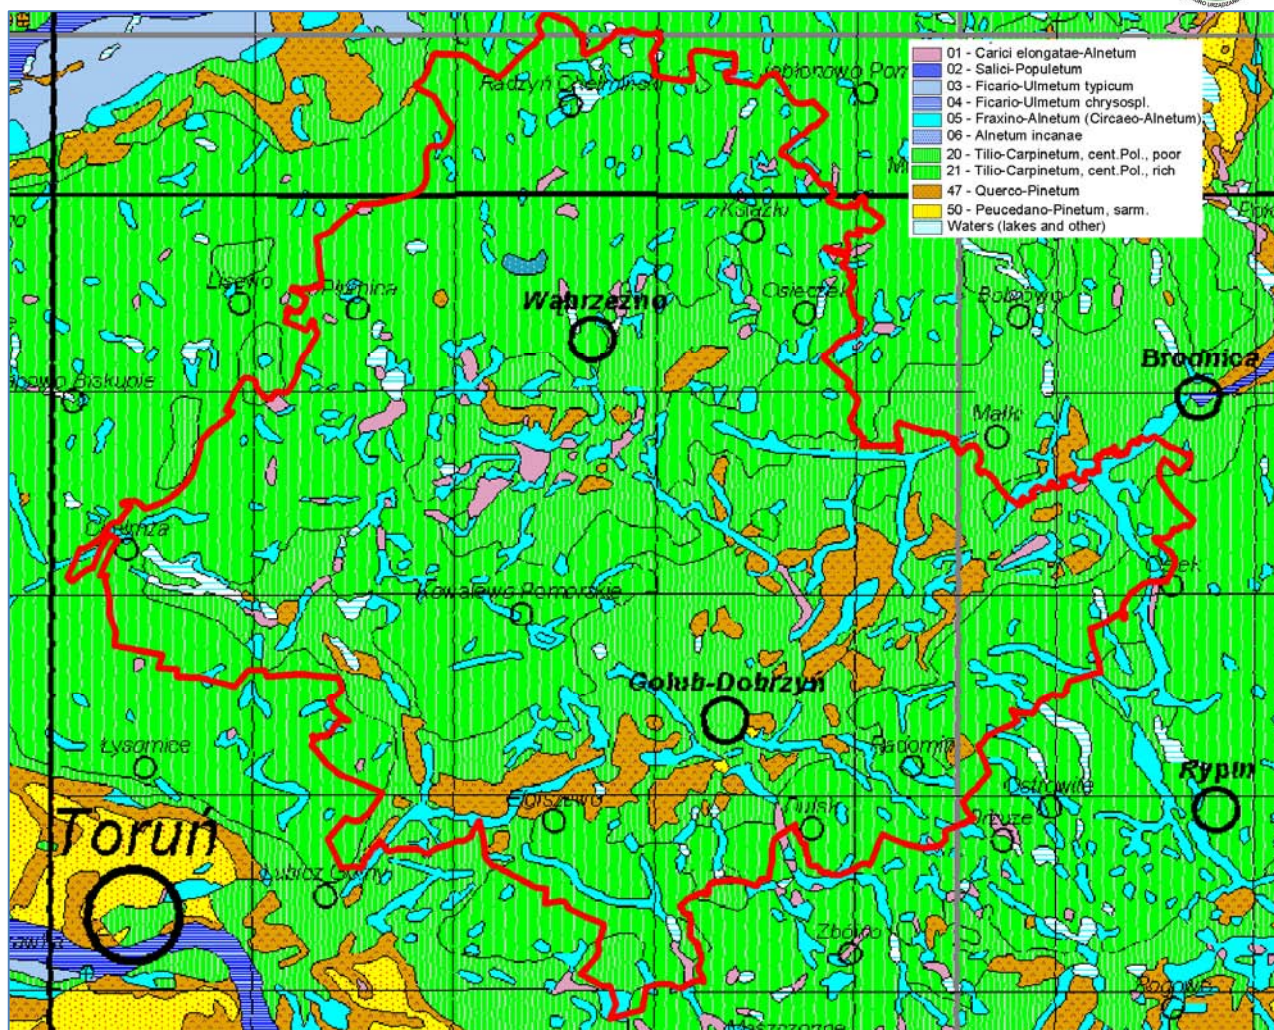 01 - Carici elongatae-Alnetum
02 - Salici-Populetum
03 - Ficario-Ulmetum typicum
04 - Ficario-Ulmetum chrysospl.
05 - Fraxino-Alnetum (Circaeo-Alnetum)
06 - Alnetum incanae
20 - Tilio-Carpinetum, cent.Pol., poor
21 - Tilio-Carpinetum, cent.Pol., rich
47 - Querco-Pinetum
50 - Peucedano-Pinetum, sarm.
Waters (lakes and other)
Radzyń Chełmiński
Jabłonowo Pom
Książki
Lisewo
Płużnica
Wąbrzeźno
Osieczek
Bobrowo
Brodnica
Biskupie
Małki
Chełmża
Osiek
Kowalewo Pomorskie
Golub-Dobrzyń
Łysomice
Radomin
Rypin
Ostrowite
Brzuze
Ciechocin
Toruń
Lubicz Górny
Zbójno
Rogowo